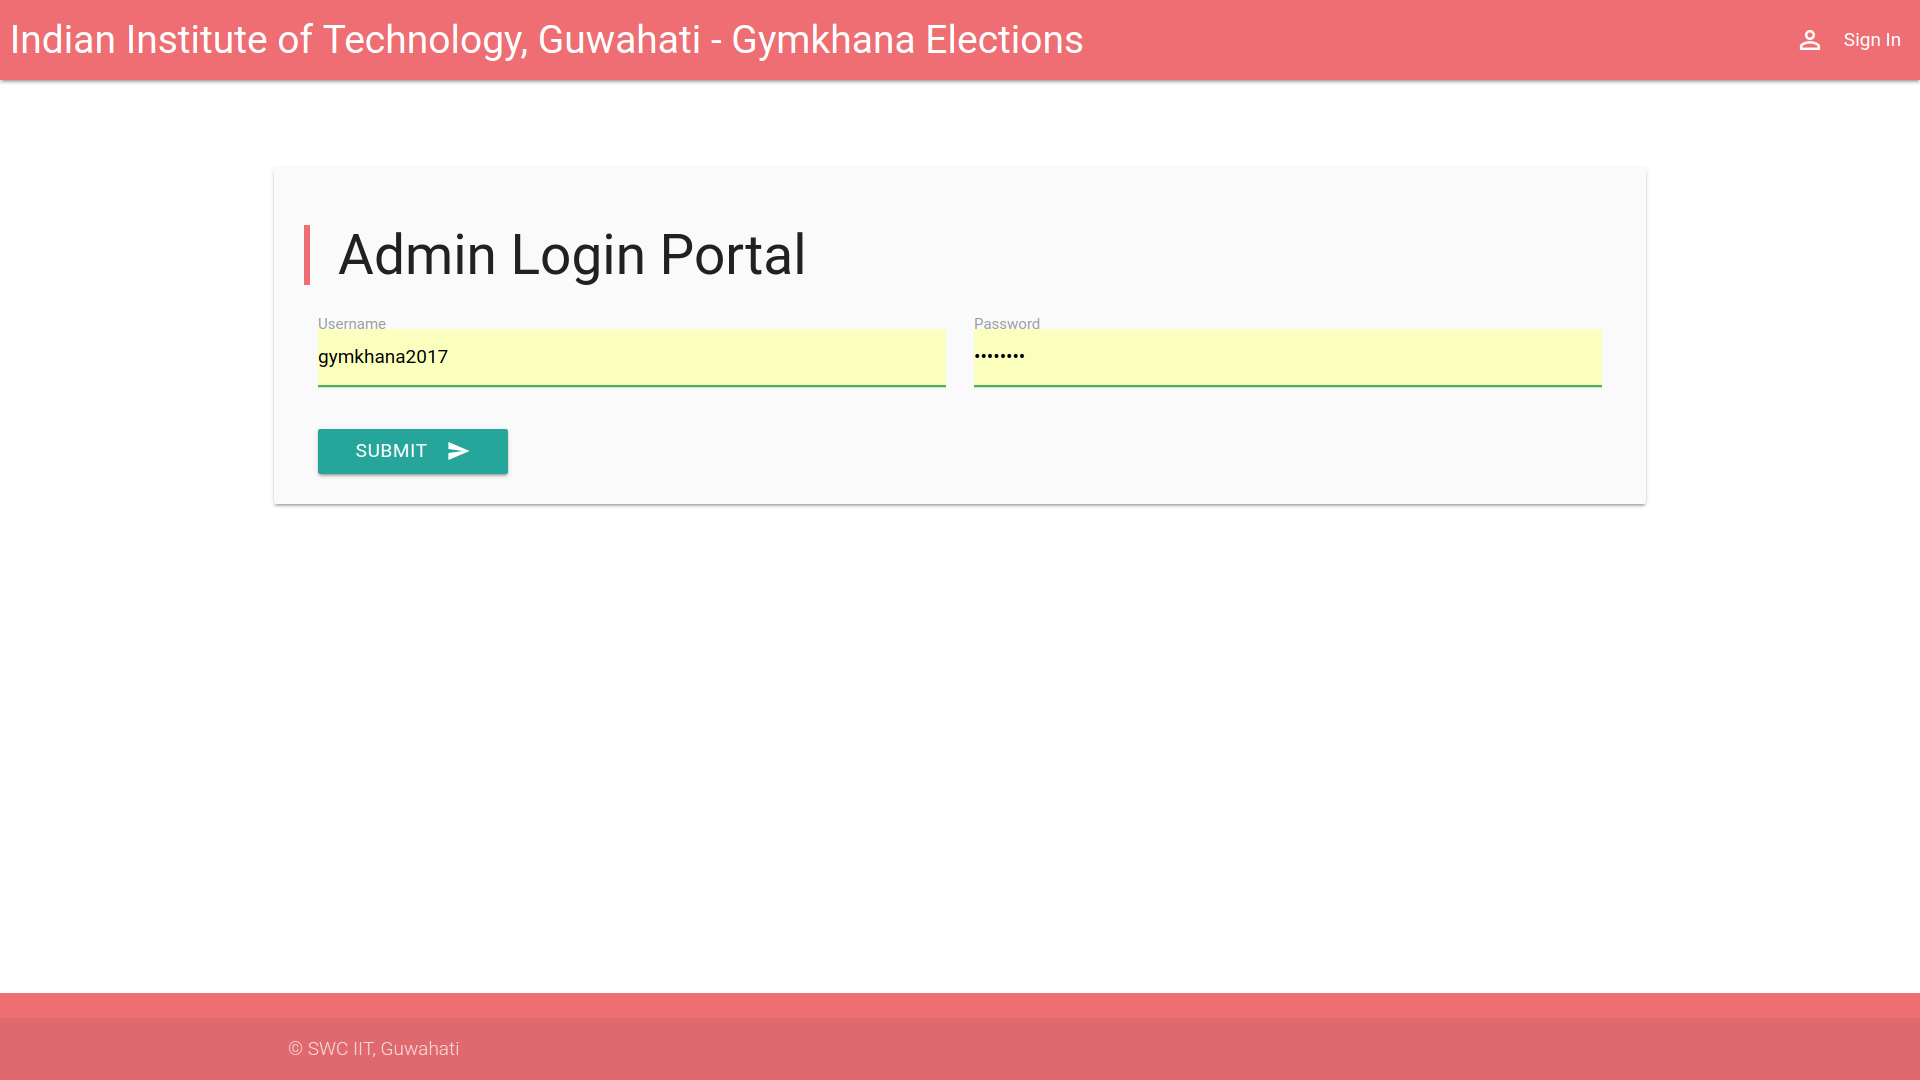 Indian Institute of Technology, Guwahati - Gymkhana Elections
Sign In
Admin Login Portal
Username
Password
gymkhana2017
••••••••
SUBMIT
© SWC IIT, Guwahati